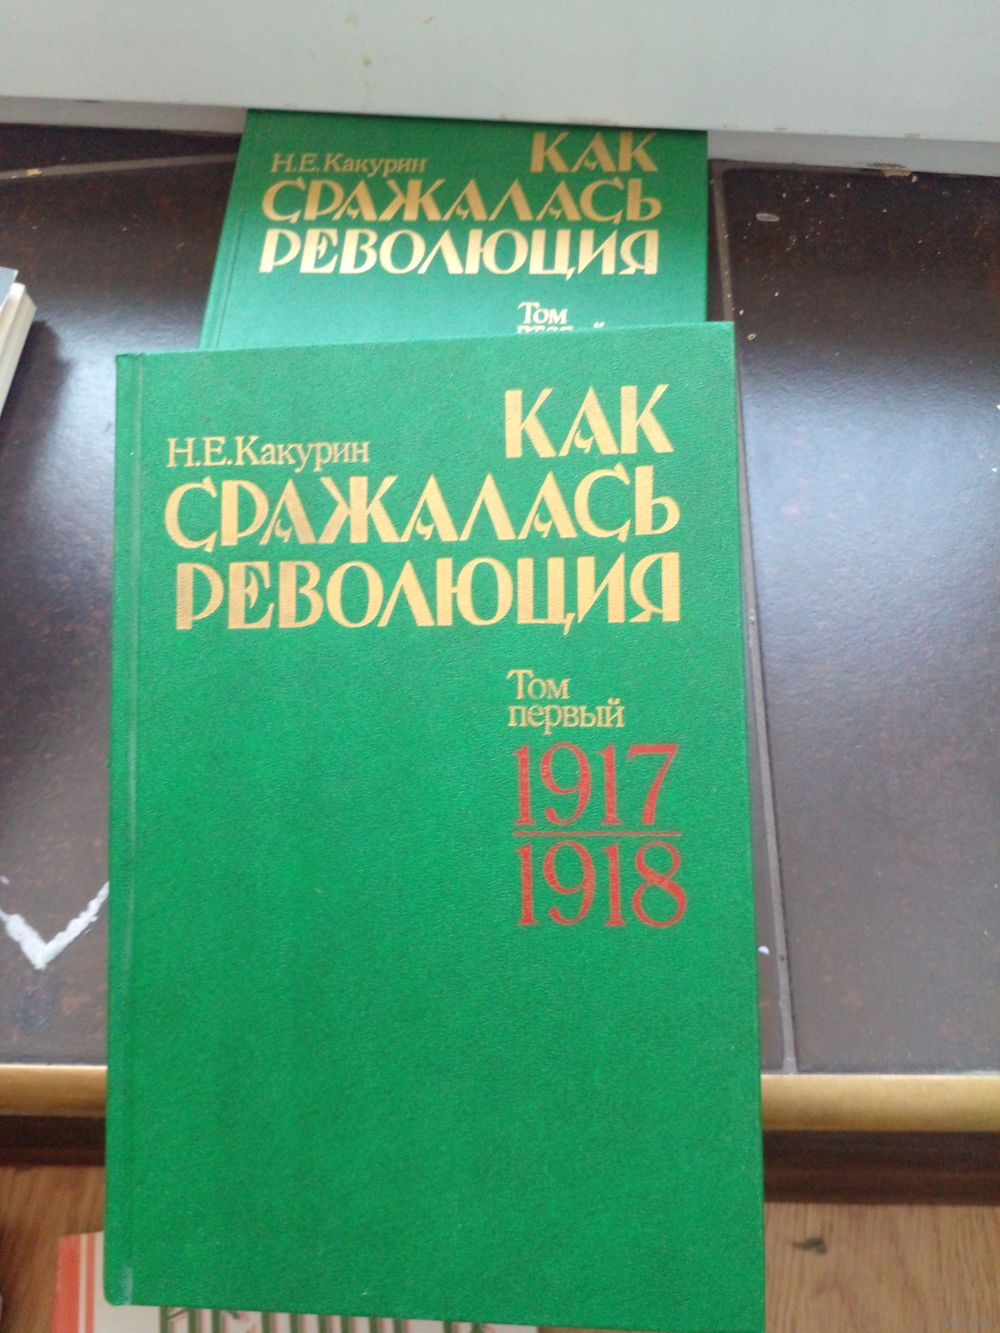 Н.Е.Какурин
КАК
СРАЖАЛАСЬ
РЕВОЛЮЦИЯ
Том
Н.Е.Какурин
КАК
СРАЖАЛАСЬ
РЕВОЛЮЦИЯ
Том
первый
1917
1918